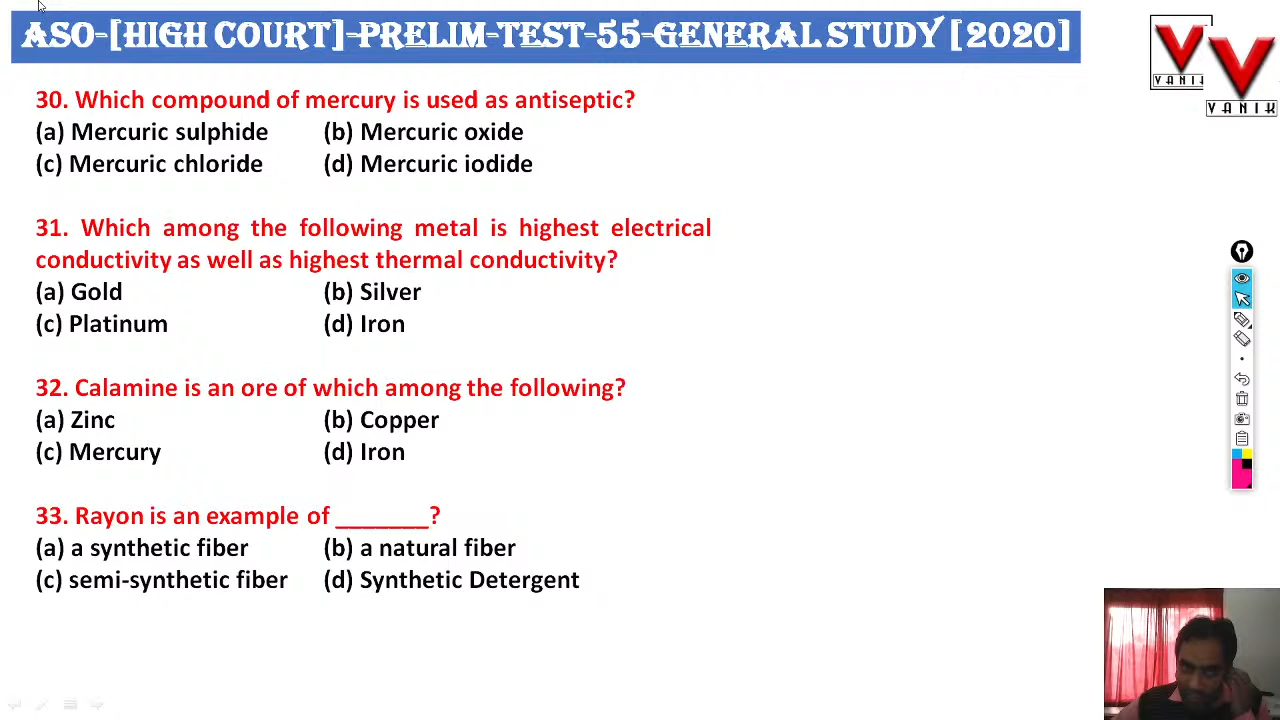 ASO-[HIGH COURT]-PRELIM-TEST-55-GENERAL STUDY [2020]
VANIK
VANIK
30. Which compound of mercury is used as antiseptic?
(a) Mercuric sulphide (b) Mercuric oxide
(c) Mercuric chloride (d) Mercuric iodide
31. Which among the following metal is highest electrical
conductivity as well as highest thermal conductivity?
(a) Gold (b) Silver
(c) Platinum (d) Iron
32. Calamine is an ore of which among the following?
(a) Zinc (b) Copper
(c) Mercury (d) Iron
33. Rayon is an example of _______?
(a) a synthetic fiber (b) a natural fiber
(c) semi-synthetic fiber (d) Synthetic Detergent